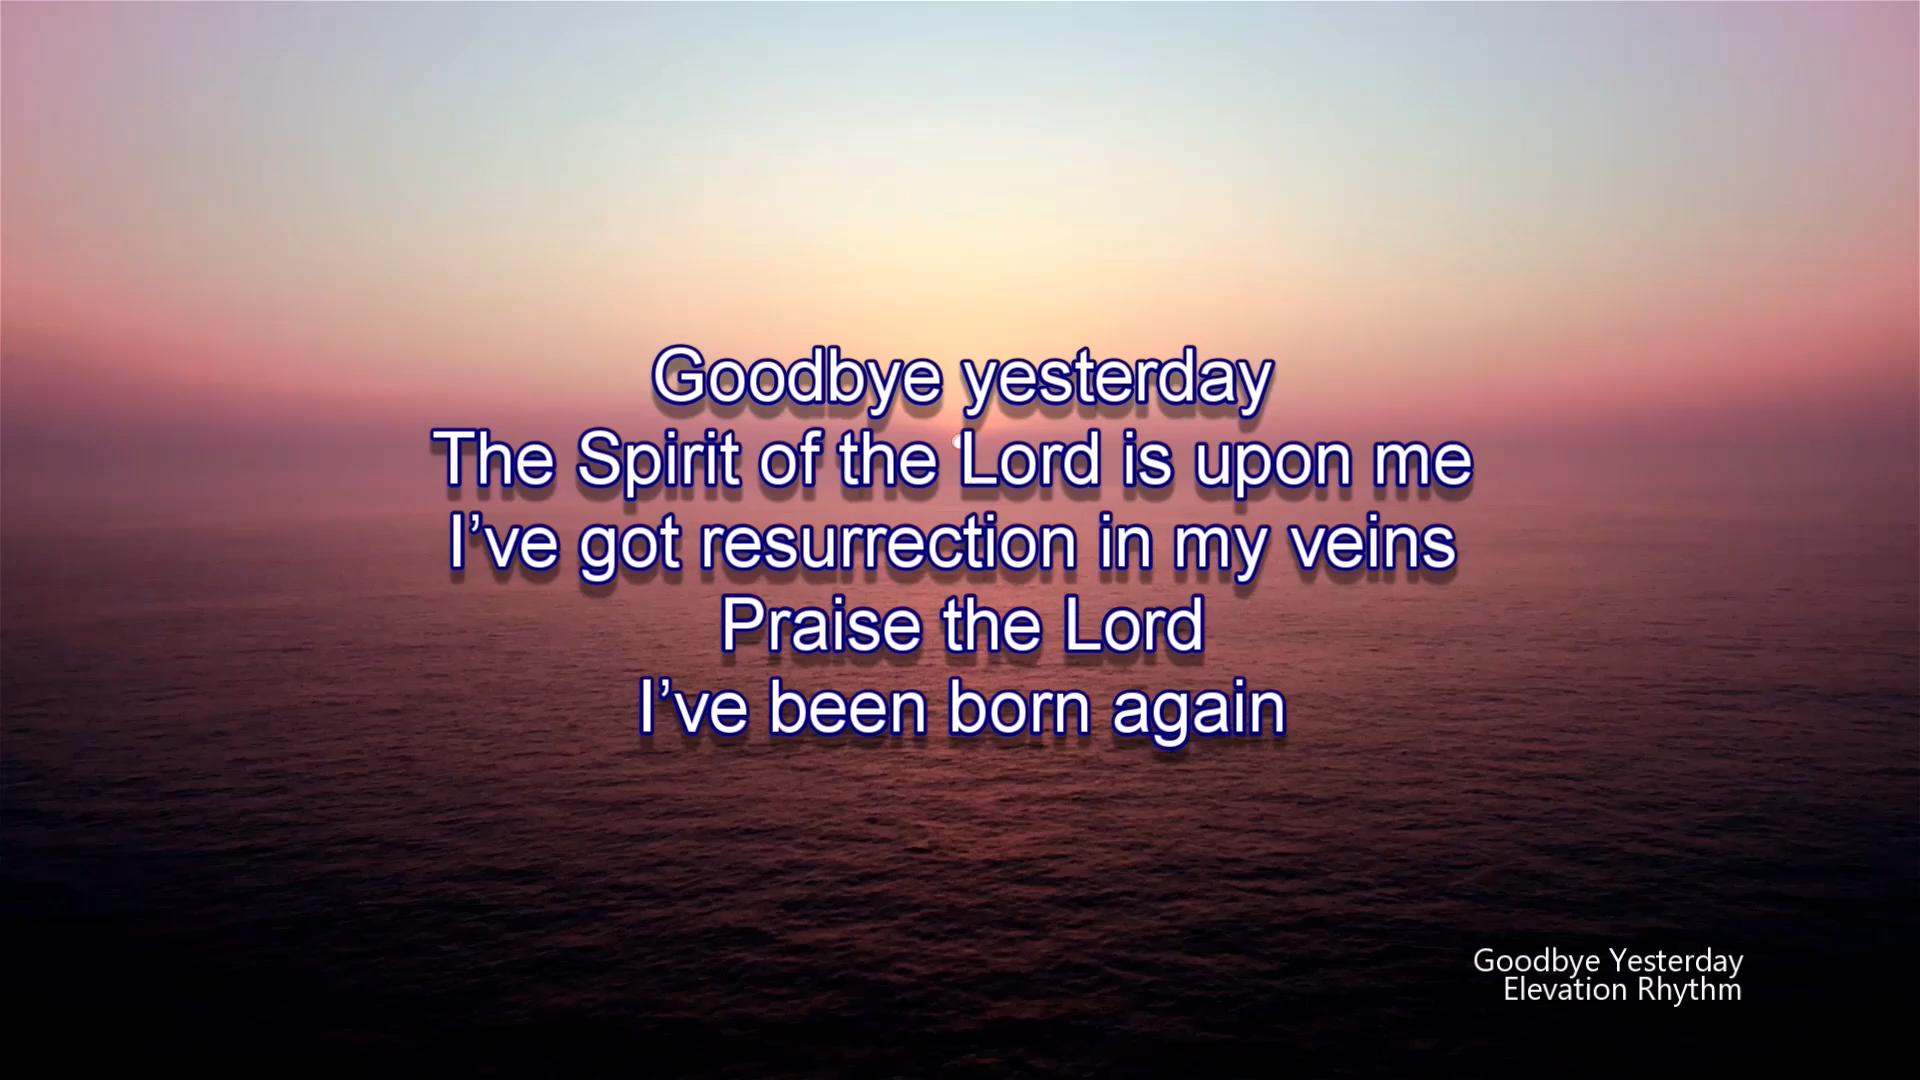 Goodbye yesterday
The Spirit of the Lord is upon me
I’ve got resurrection in my veins
Praise the Lord
I’ve been born again
Goodbye Yesterday
Elevation Rhythm